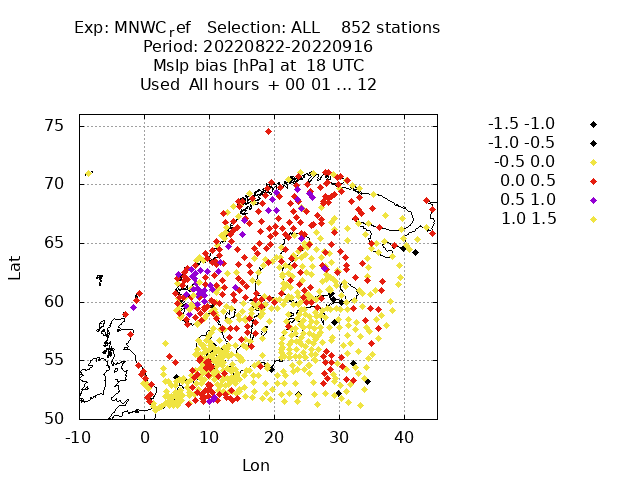 Exp: MNWC_ref   Selection: ALL    852 stations
Period: 20220822-20220916
Mslp bias [hPa] at  18 UTC
Used  All hours  + 00 01 ... 12
75
70
65
60
55
50
Lat
-10 0 10 20 30 40
Lon
-1.5 -1.0
-1.0 -0.5
-0.5 0.0
0.0 0.5
0.5 1.0
1.0 1.5